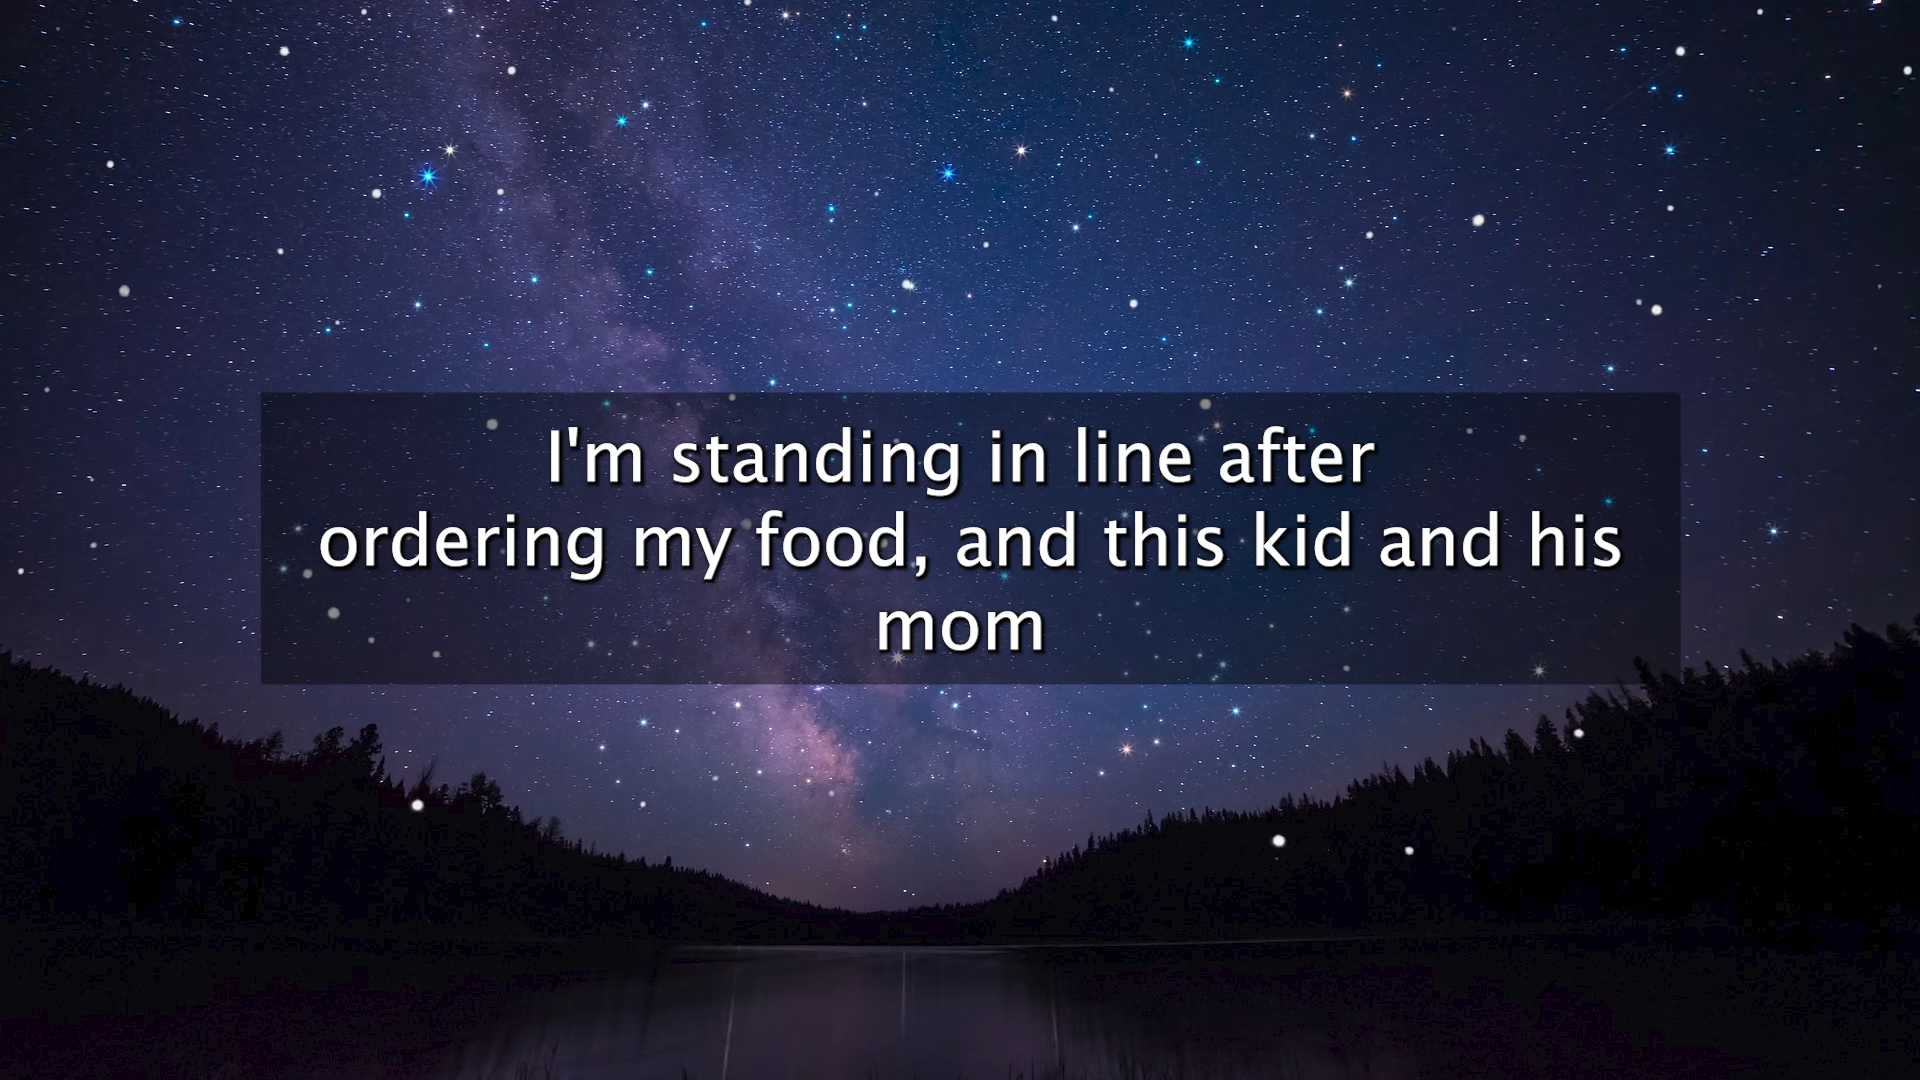 I'm standing in line after
ordering my food, and this kid and his
mom